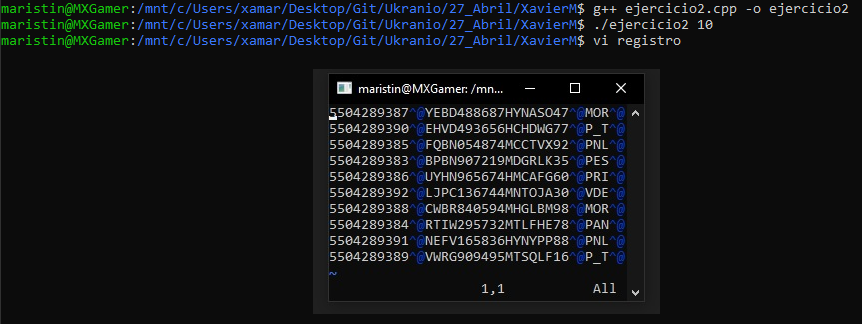 maristin@MXGamer:/mnt/c/Users/xamar/Desktop/Git/Ukranio/27_Abril/XavierM$ g++ ejercicio2.cpp -o ejercicio2
maristin@MXGamer:/mnt/c/Users/xamar/Desktop/Git/Ukranio/27_Abril/XavierM$ ./ejercicio2 10
maristin@MXGamer:/mnt/c/Users/xamar/Desktop/Git/Ukranio/27_Abril/XavierM$ vi registro
maristin@MXGamer: /mn...
5504289387^@YEBD488687HYNASO47^@MOR^@
5504289390^@EHVD493656HCHDWG77^@P_T^@
5504289385^@FQBN054874MCCTVX92^@PNL^@
5504289383^@BPBN907219MDGRLK35^@PES^@
5504289386^@UYHN965674HMCAFG60^@PRI^@
5504289392^@LJPC136744MNTOJA30^@VDE^@
5504289388^@CWBR840594MHGLBM98^@MOR^@
5504289384^@RTIW295732MTLFHE78^@PAN^@
5504289391^@NEFV165836HYNYPP88^@PNL^@
5504289389^@VWRG909495MTSQLF16^@P_T^@
~
1,1 All